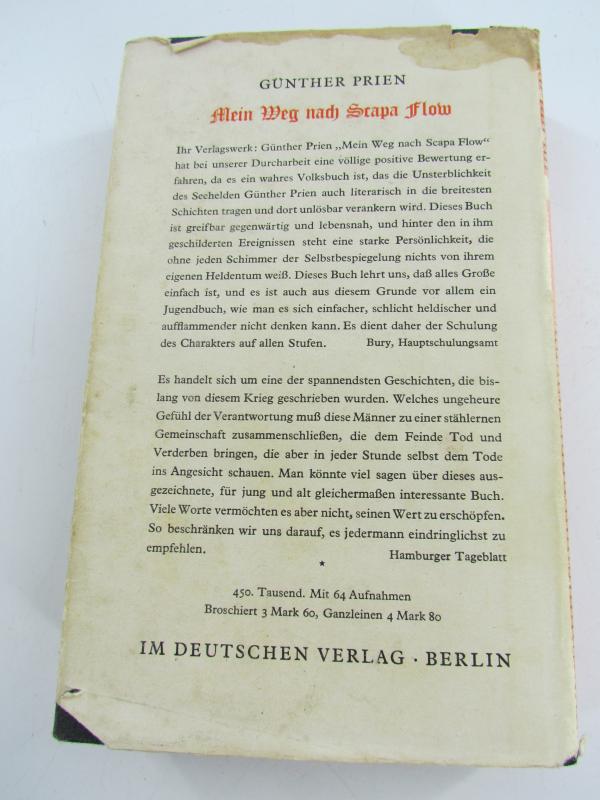 GÜNTHER PRIEN
Mein Weg nach Scapa Flow
Ihr Verlagswerk: Günther Prien „Mein Weg nach Scapa Flow“
hat bei unserer Durcharbeit eine völlige positive Bewertung er-
fahren, da es ein wahres Volksbuch ist, das die Unsterblichkeit
des Seehelden Günther Prien auch literarisch in die breitesten
Schichten tragen und dort unlösbar verankern wird. Dieses Buch
ist greifbar gegenwärtig und lebensnah, und hinter den in ihm
geschilderten Ereignissen steht eine starke Persönlichkeit, die
ohne jeden Schimmer der Selbstbespiegelung nichts von ihrem
eigenen Heldentum weiß. Dieses Buch lehrt uns, daß alles Große
einfach ist, und es ist auch aus diesem Grunde vor allem ein
Jugendbuch, wie man es sich einfacher, schlicht heldischer und
aufflammender nicht denken kann. Es dient daher der Schulung
des Charakters auf allen Stufen. Bury, Hauptschulungsamt
Es handelt sich um eine der spannendsten Geschichten, die bis-
lang von diesem Krieg geschrieben wurden. Welches ungeheure
Gefühl der Verantwortung muß diese Männer zu einer stählernen
Gemeinschaft zusammenschließen, die dem Feinde Tod und
Verderben bringen, die aber in jeder Stunde selbst dem Tode
ins Angesicht schauen. Man könnte viel sagen über dieses aus-
gezeichnete, für jung und alt gleichermaßen interessante Buch.
Viele Worte vermöchten es aber nicht, seinen Wert zu erschöpfen.
So beschränken wir uns darauf, es jedermann eindringlichst zu
empfehlen. Hamburger Tageblatt
*
450. Tausend. Mit 64 Aufnahmen
Broschiert 3 Mark 60, Ganzleinen 4 Mark 80
IM DEUTSCHEN VERLAG · BERLIN